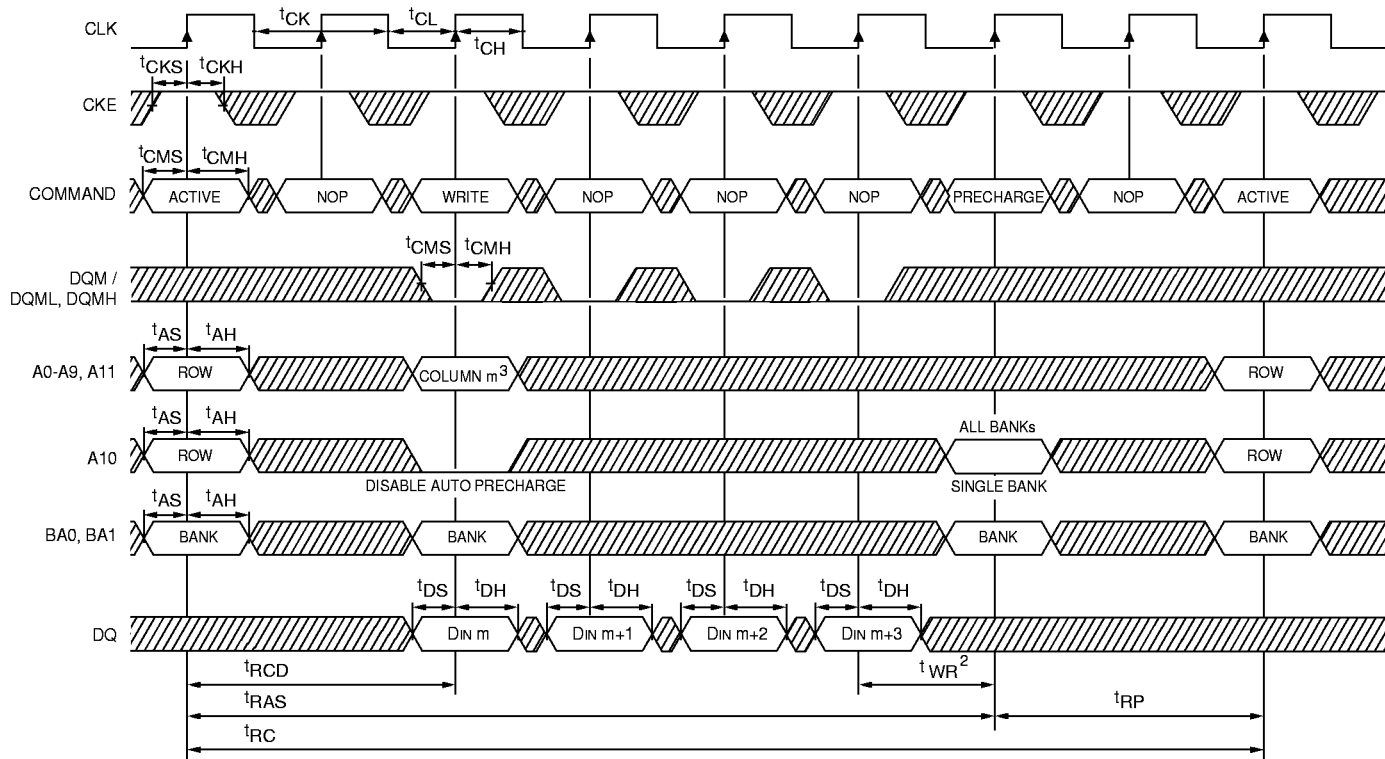 CLK
tCK tCL
tCH
tCKS tCKH
CKE
tCMS tCMH
COMMAND ACTIVE NOP WRITE NOP NOP NOP PRECHARGE NOP ACTIVE
tCMS tCMH
DQM /
DQML, DQMH
tAS tAH
A0-A9, A11 ROW COLUMN m³ ROW
tAS tAH ALL BANKs
A10 ROW ROW
DISABLE AUTO PRECHARGE SINGLE BANK
tAS tAH
BA0, BA1 BANK BANK BANK BANK
tDS tDH tDS tDH tDS tDH tDS tDH
DQ DIN m DIN m+1 DIN m+2 DIN m+3
tRCD tWR²
tRAS tRP
tRC